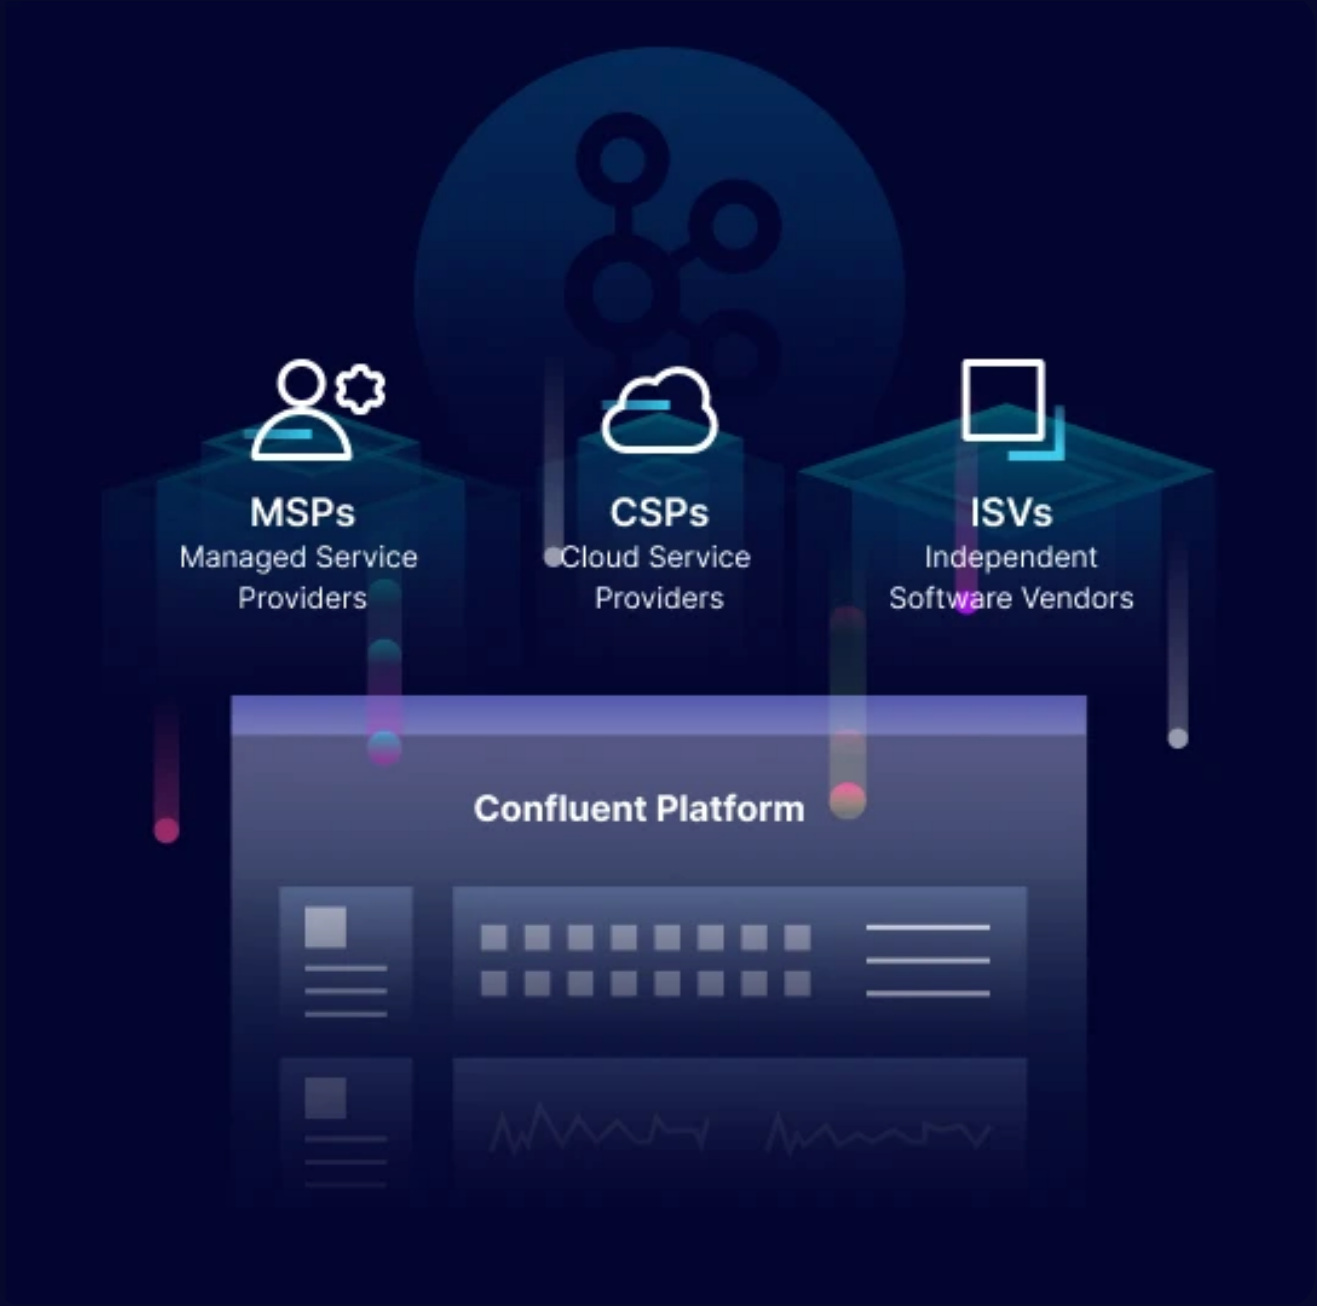 MSPs
Managed Service
Providers
CSPs
Cloud Service
Providers
ISVs
Independent
Software Vendors
Confluent Platform